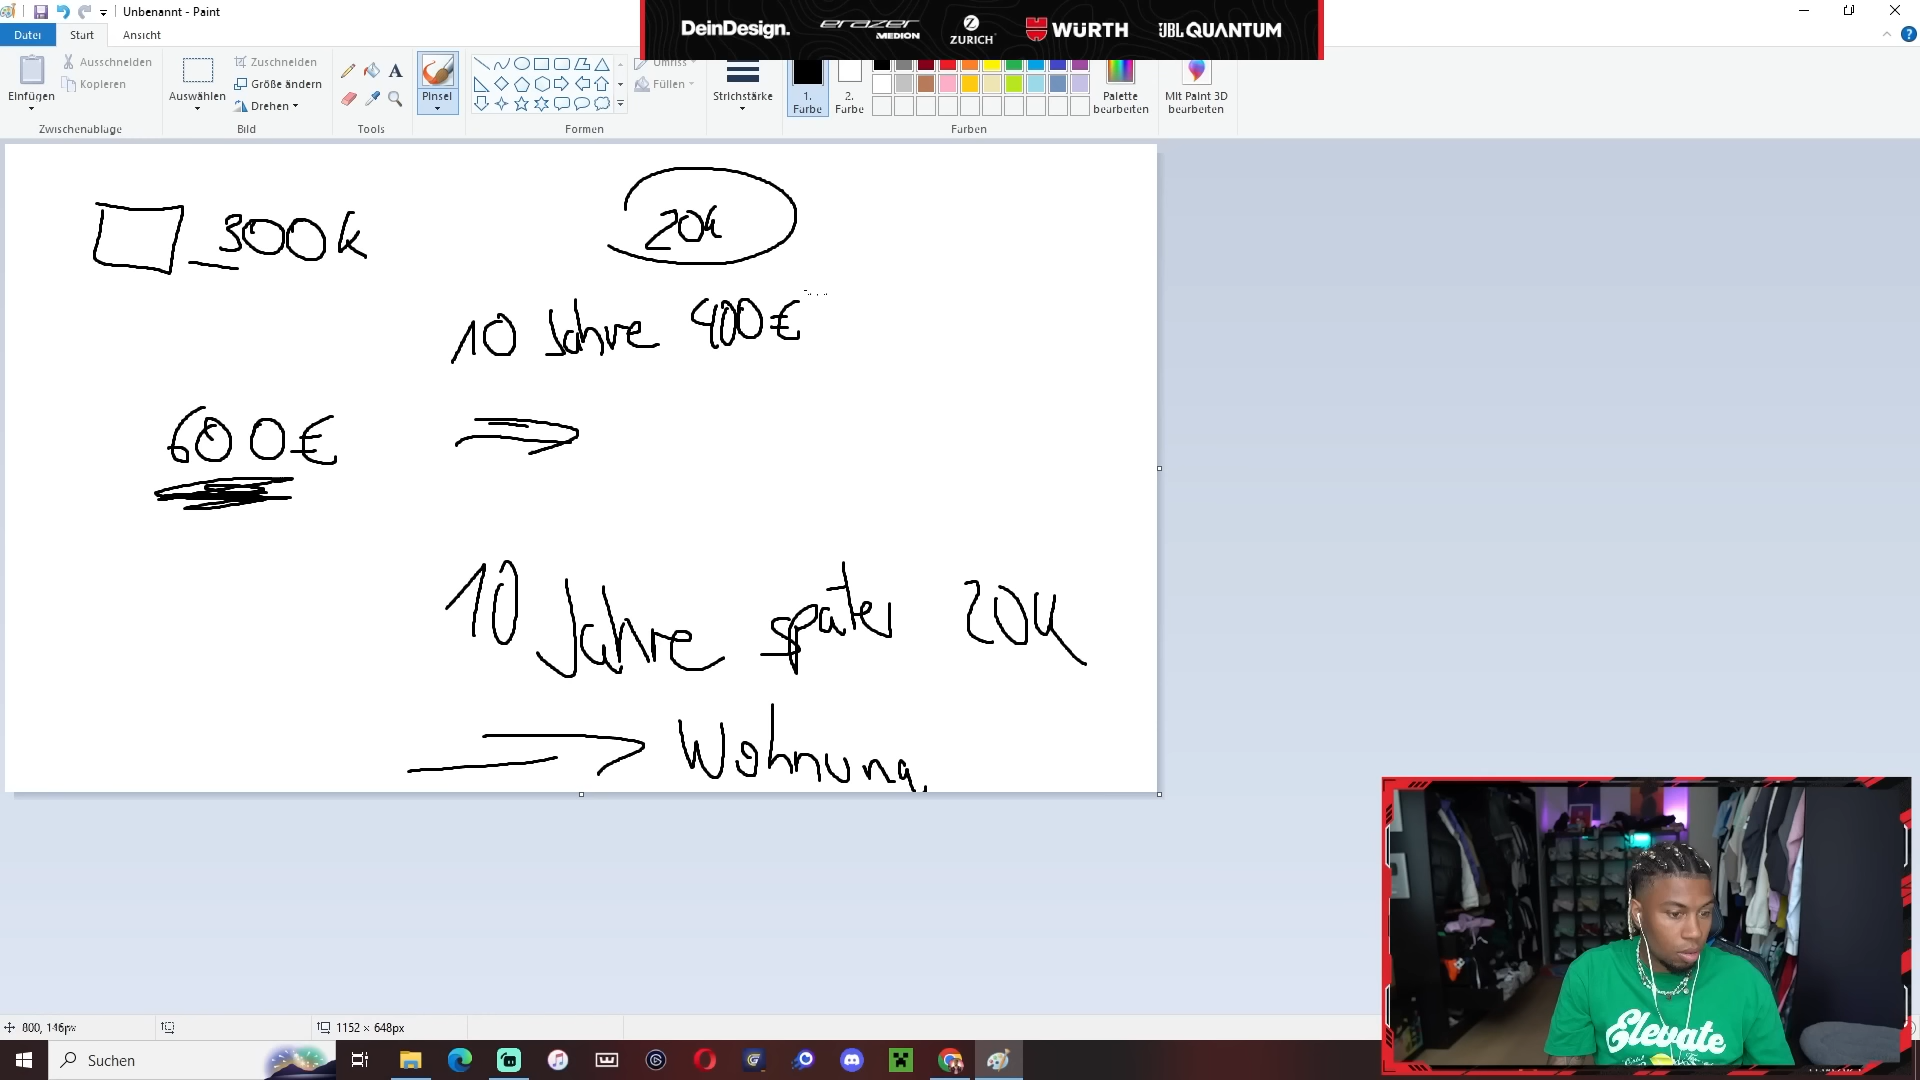 Unbenannt - Paint
DeinDesign. erazer MEDION ZURICH WÜRTH JBL QUANTUM
Datei Start Ansicht
Einfügen
Ausschneiden
Kopieren
Zwischenablage
Auswählen
Zuschneiden
Größe ändern
Drehen
Bild
A
Tools
Pinsel
Umriss
Füllen
Formen
Strichstärke
1. Farbe
2. Farbe
Palette bearbeiten
Mit Paint 3D bearbeiten
Farben
300k
20k
10 Jahre 400€
600€
10 Jahre später 20k
Wohnung
Elevate
800, 146px
1152 × 648px
Suchen